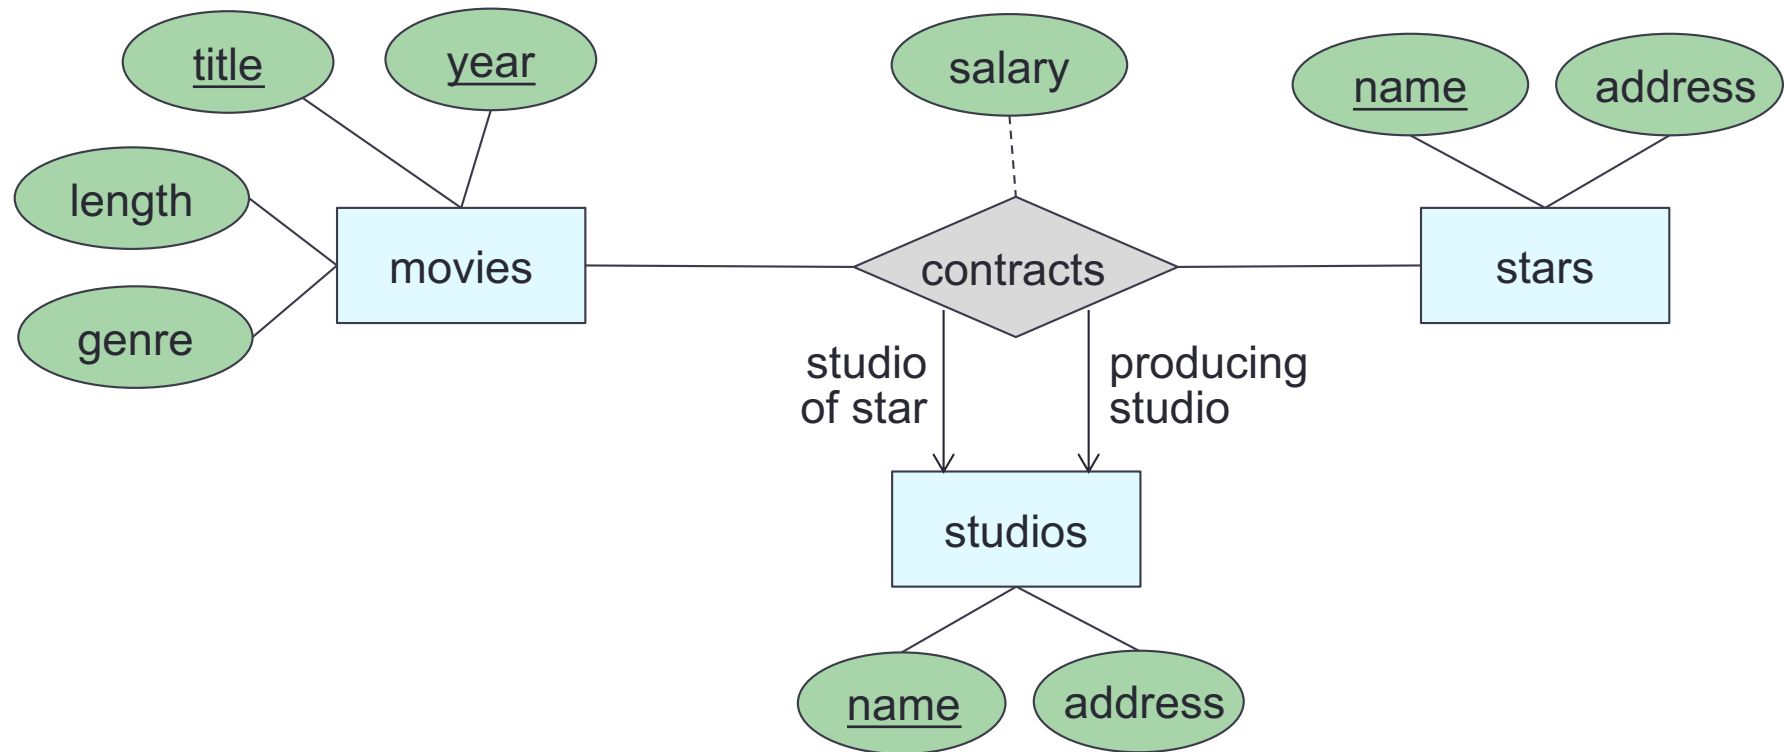 title
year
salary
name
address
length
movies
contracts
stars
genre
studio
of star
producing
studio
studios
name
address